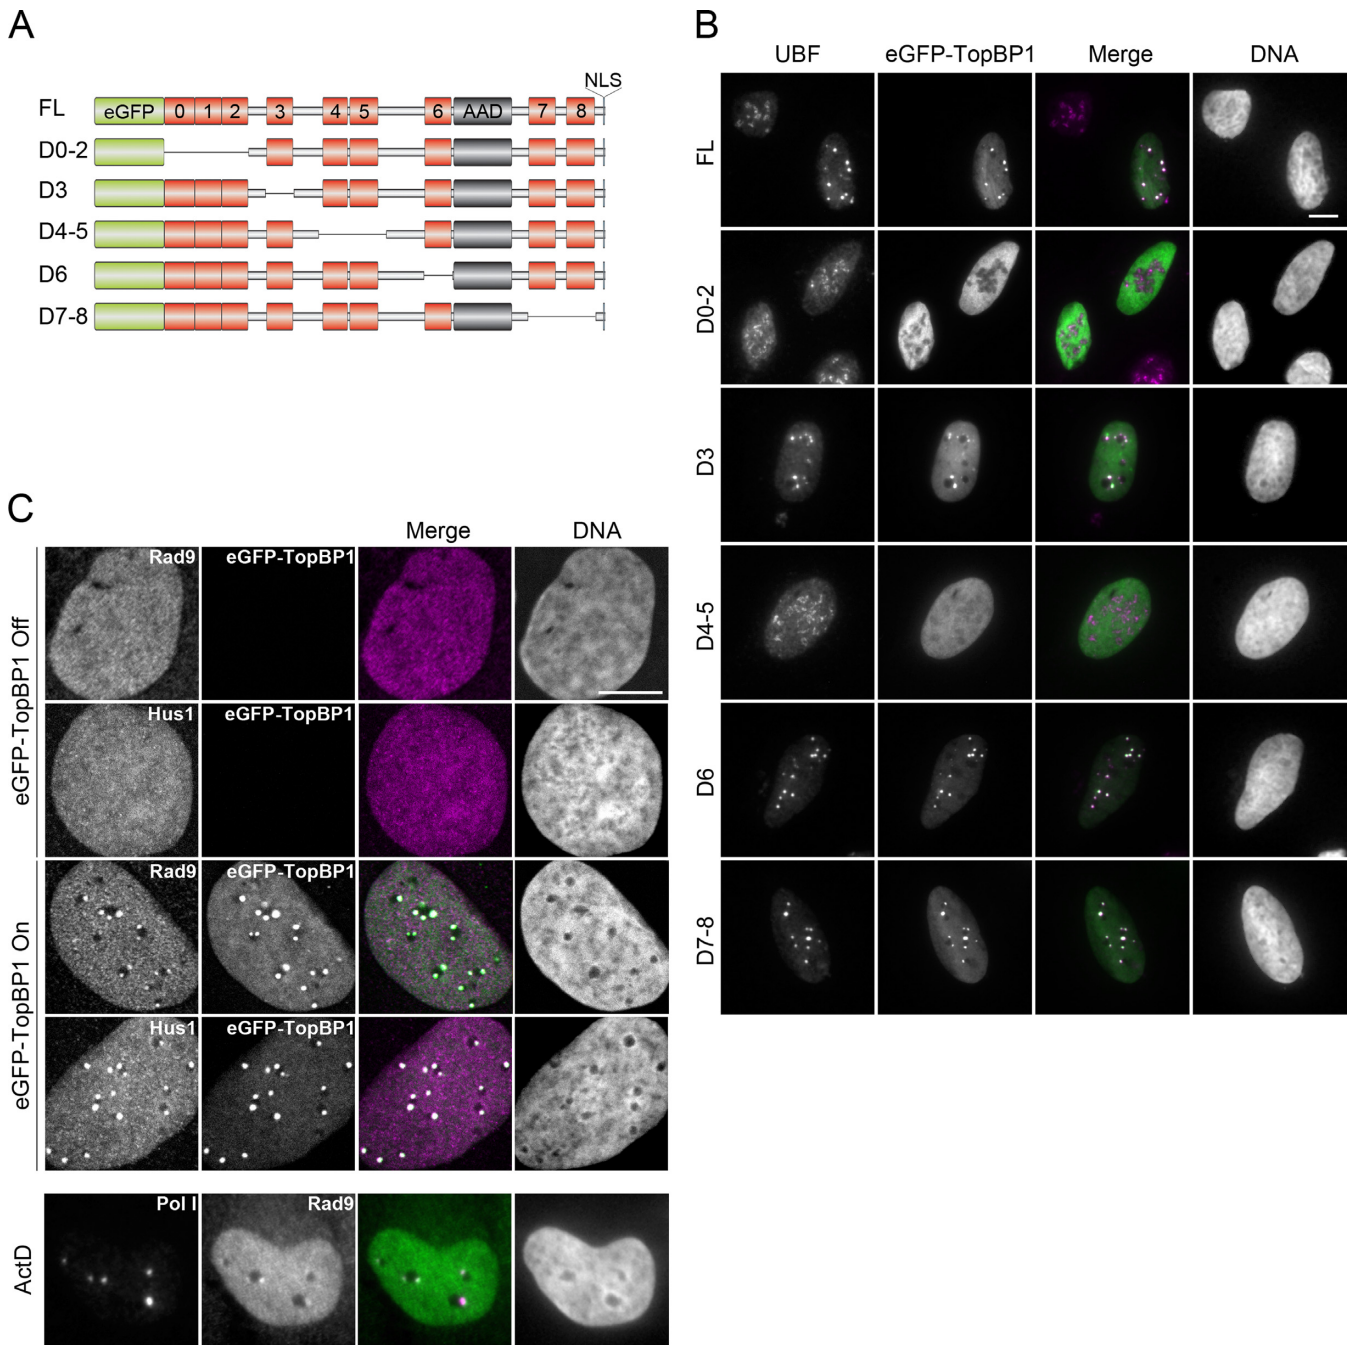 A
NLS
FL eGFP 0 1 2 3 4 5 6 AAD 7 8
D0-2
D3
D4-5
D6
D7-8
B
UBF eGFP-TopBP1 Merge DNA
FL
D0-2
D3
D4-5
D6
D7-8
C
Merge DNA
eGFP-TopBP1 Off
Rad9 eGFP-TopBP1
Hus1 eGFP-TopBP1
eGFP-TopBP1 On
Rad9 eGFP-TopBP1
Hus1 eGFP-TopBP1
ActD
Pol I Rad9